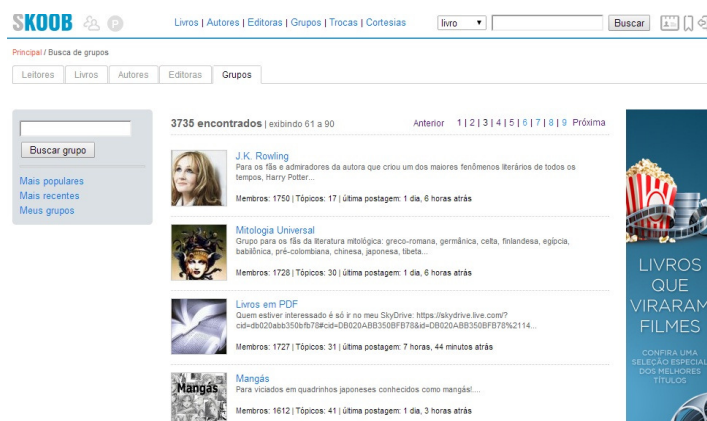 SKOOB
Livros | Autores | Editoras | Grupos | Trocas | Cortesias
livro
Buscar
Principal / Busca de grupos
Leitores
Livros
Autores
Editoras
Grupos
Buscar grupo
Mais populares
Mais recentes
Meus grupos
3735 encontrados | exibindo 61 a 90
Anterior 1 | 2 | 3 | 4 | 5 | 6 | 7 | 8 | 9 Próxima
J.K. Rowling
Para os fãs e admiradores da autora que criou um dos maiores fenômenos literários de todos os
tempos, Harry Potter...
Membros: 1750 | Tópicos: 17 | última postagem: 1 dia, 6 horas atrás
Mitologia Universal
Grupo para os fãs da literatura mitológica: greco-romana, germânica, celta, finlandesa, egípcia,
babilônica, pré-colombiana, chinesa, japonesa, tibeta...
Membros: 1728 | Tópicos: 30 | última postagem: 1 dia, 6 horas atrás
Livros em PDF
Quem estiver interessado é só ir no meu SkyDrive: https://skydrive.live.com/?
cid=db020abb350bfb78#cid=DB020ABB350BFB78&id=DB020ABB350BFB78%2114...
Membros: 1727 | Tópicos: 31 | última postagem: 7 horas, 44 minutos atrás
Mangás
Mangás
Para viciados em quadrinhos japoneses conhecidos como mangás!....
Membros: 1612 | Tópicos: 41 | última postagem: 1 dia, 3 horas atrás
LIVROS
QUE
VIRARAM
FILMES
CONFIRA UMA
SELEÇÃO ESPECIAL
DOS MELHORES
TÍTULOS